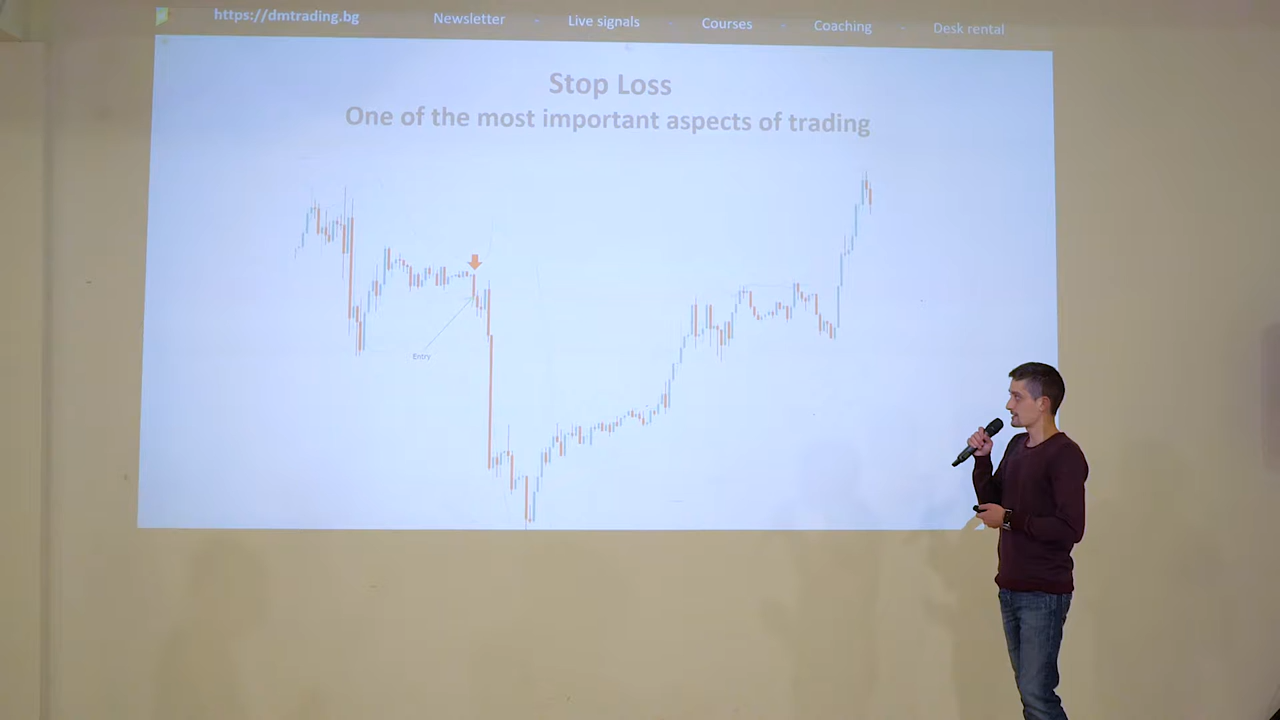 https://dmtrading.bg Newsletter - Live signals - Courses - Coaching - Desk rental
Stop Loss
One of the most important aspects of trading
Entry